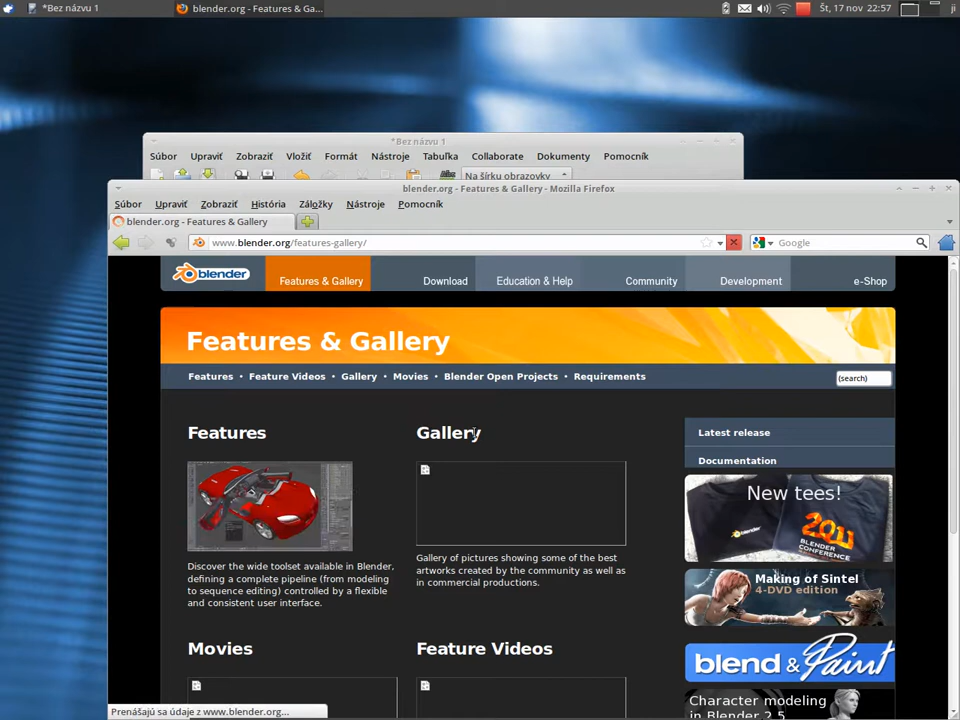 *Bez názvu 1
blender.org - Features & Ga...
Št, 17 nov 22:57
ji
*Bez názvu 1
Súbor Upraviť Zobraziť Vložiť Formát Nástroje Tabuľka Collaborate Dokumenty Pomocník
Na šírku obrazovky
blender.org - Features & Gallery - Mozilla Firefox
Súbor Upraviť Zobraziť História Záložky Nástroje Pomocník
blender.org - Features & Gallery
www.blender.org/features-gallery/
Google
blender
Features & Gallery
Download
Education & Help
Community
Development
e-Shop
Features & Gallery
Features • Feature Videos • Gallery • Movies • Blender Open Projects • Requirements
(search)
Features
Discover the wide toolset available in Blender,
defining a complete pipeline (from modeling
to sequence editing) controlled by a flexible
and consistent user interface.
Gallery
Gallery of pictures showing some of the best
artworks created by the community as well as
in commercial productions.
Latest release
Documentation
New tees!
2011
BLENDER
CONFERENCE
Making of Sintel
4-DVD edition
blend & Paint
Character modeling
in Blender 2.5
Movies
Feature Videos
Prenášajú sa údaje z www.blender.org...